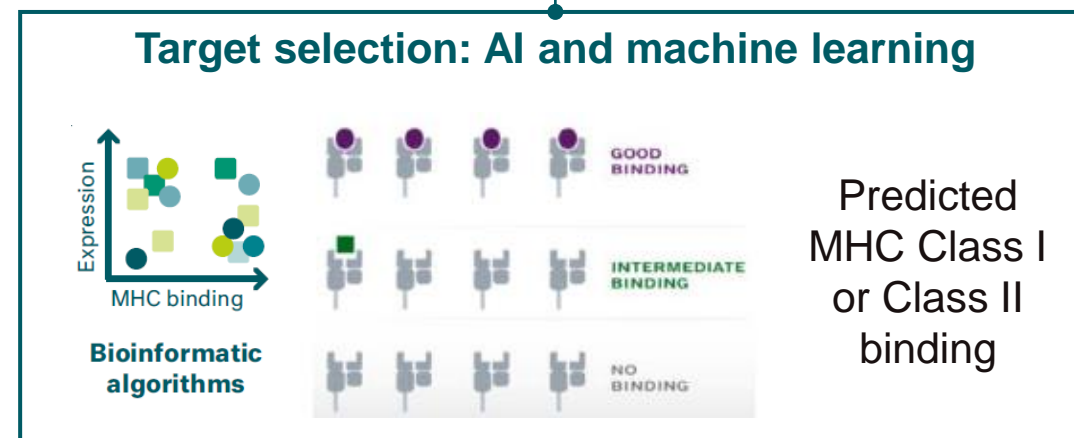 Target selection: AI and machine learning
Expression
MHC binding
Bioinformatic
algorithms
GOOD
BINDING
INTERMEDIATE
BINDING
NO
BINDING
Predicted
MHC Class I
or Class II
binding